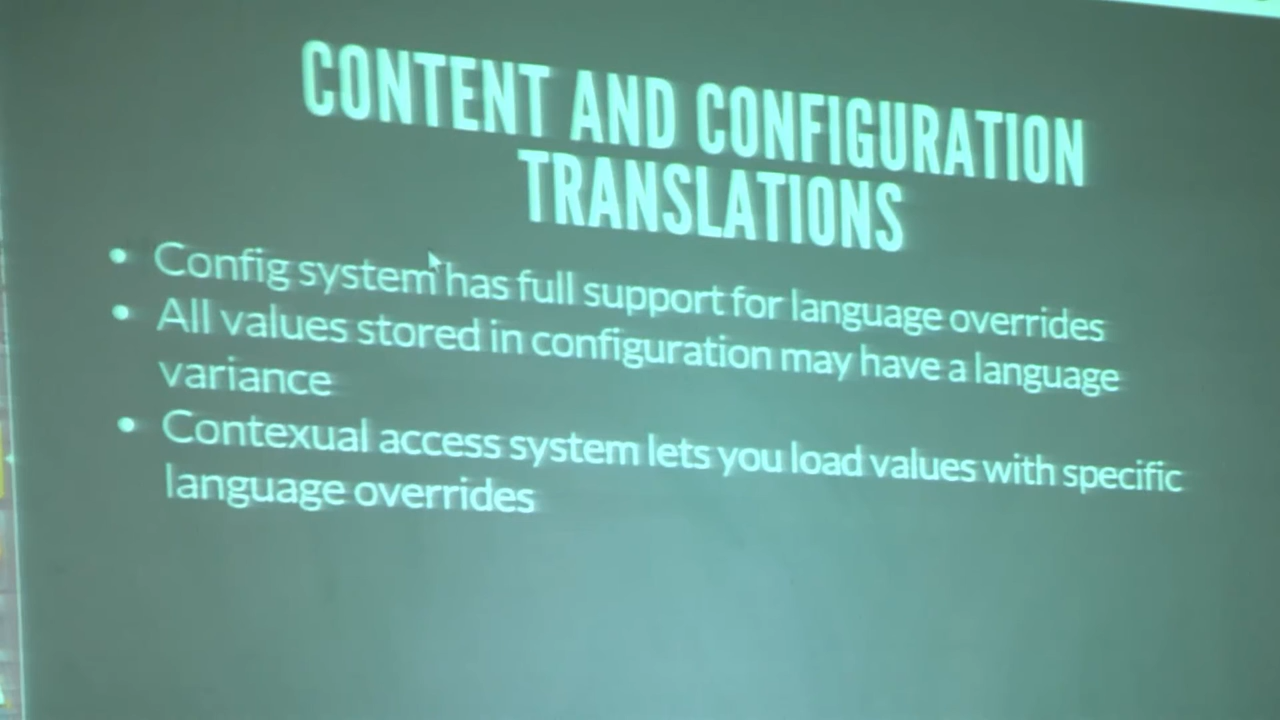 CONTENT AND CONFIGURATION
TRANSLATIONS
• Config system has full support for language overrides
• All values stored in configuration may have a language
variance
• Contexual access system lets you load values with specific
language overrides